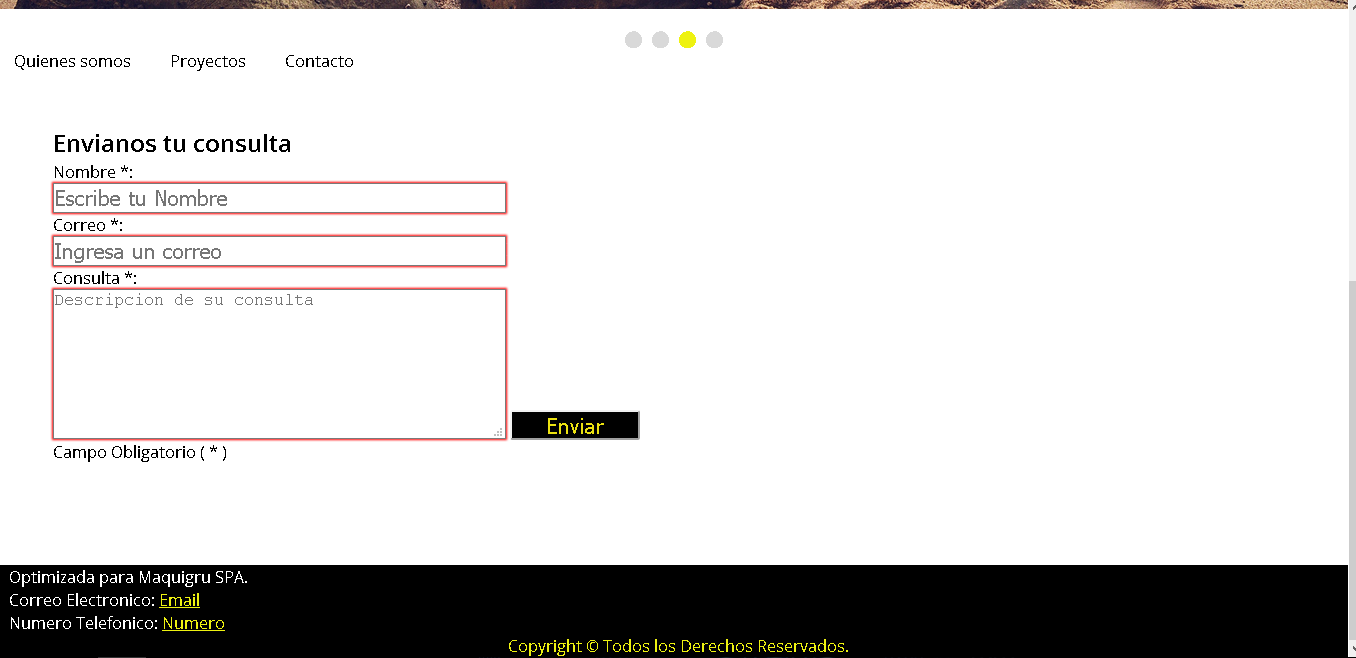 Quienes somos Proyectos Contacto
Envianos tu consulta
Nombre *:
Escribe tu Nombre
Correo *:
Ingresa un correo
Consulta *:
Descripcion de su consulta
Enviar
Campo Obligatorio ( * )
Optimizada para Maquigru SPA.
Correo Electronico: Email
Numero Telefonico: Numero
Copyright © Todos los Derechos Reservados.